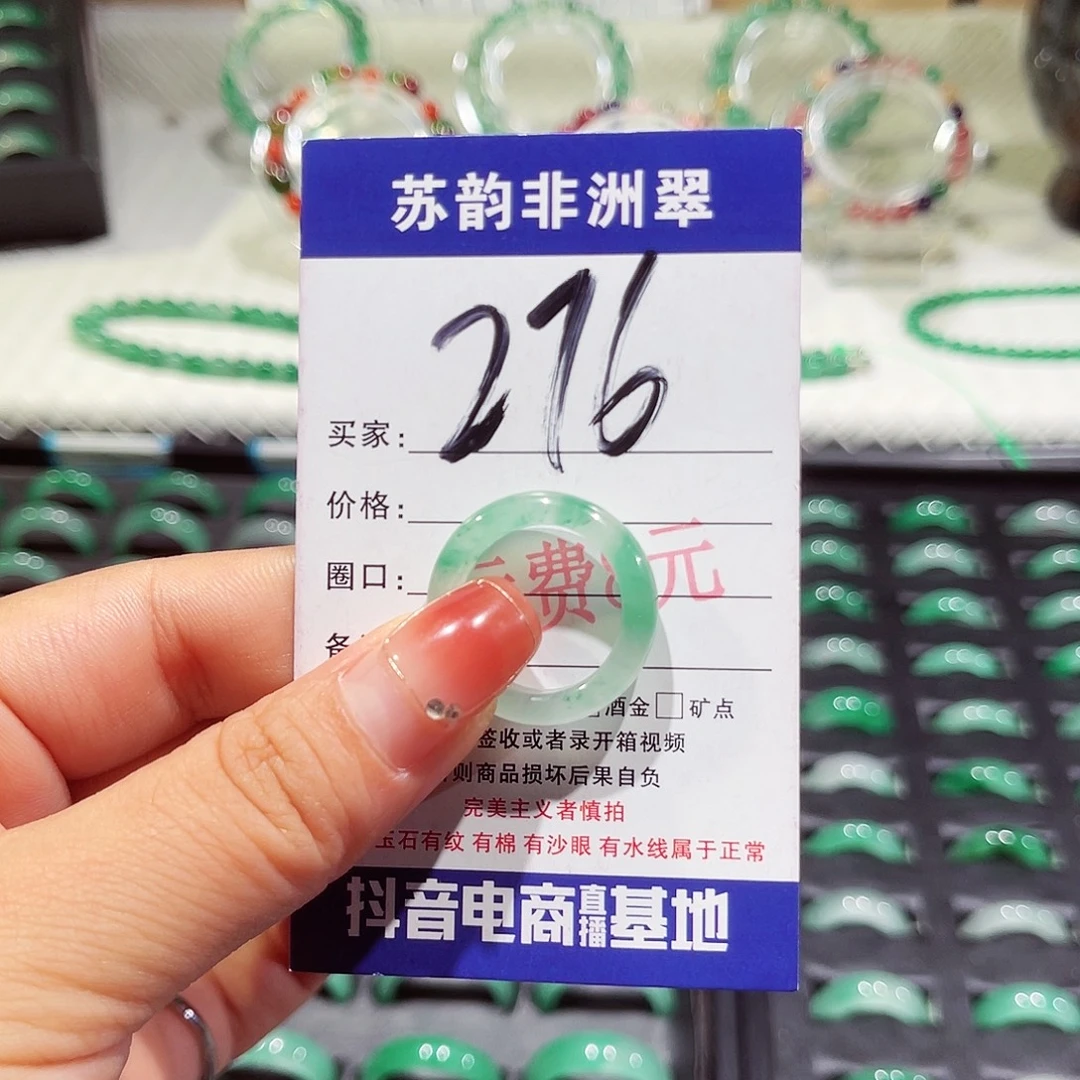 苏韵非洲翠
276
买家:
价格:
圈口:
费 元
酒金□矿点
签收或者录开箱视频
则商品损坏后果自负
完美主义者慎拍
玉石有纹 有棉 有沙眼 有水线属于正常
抖音电商直播基地